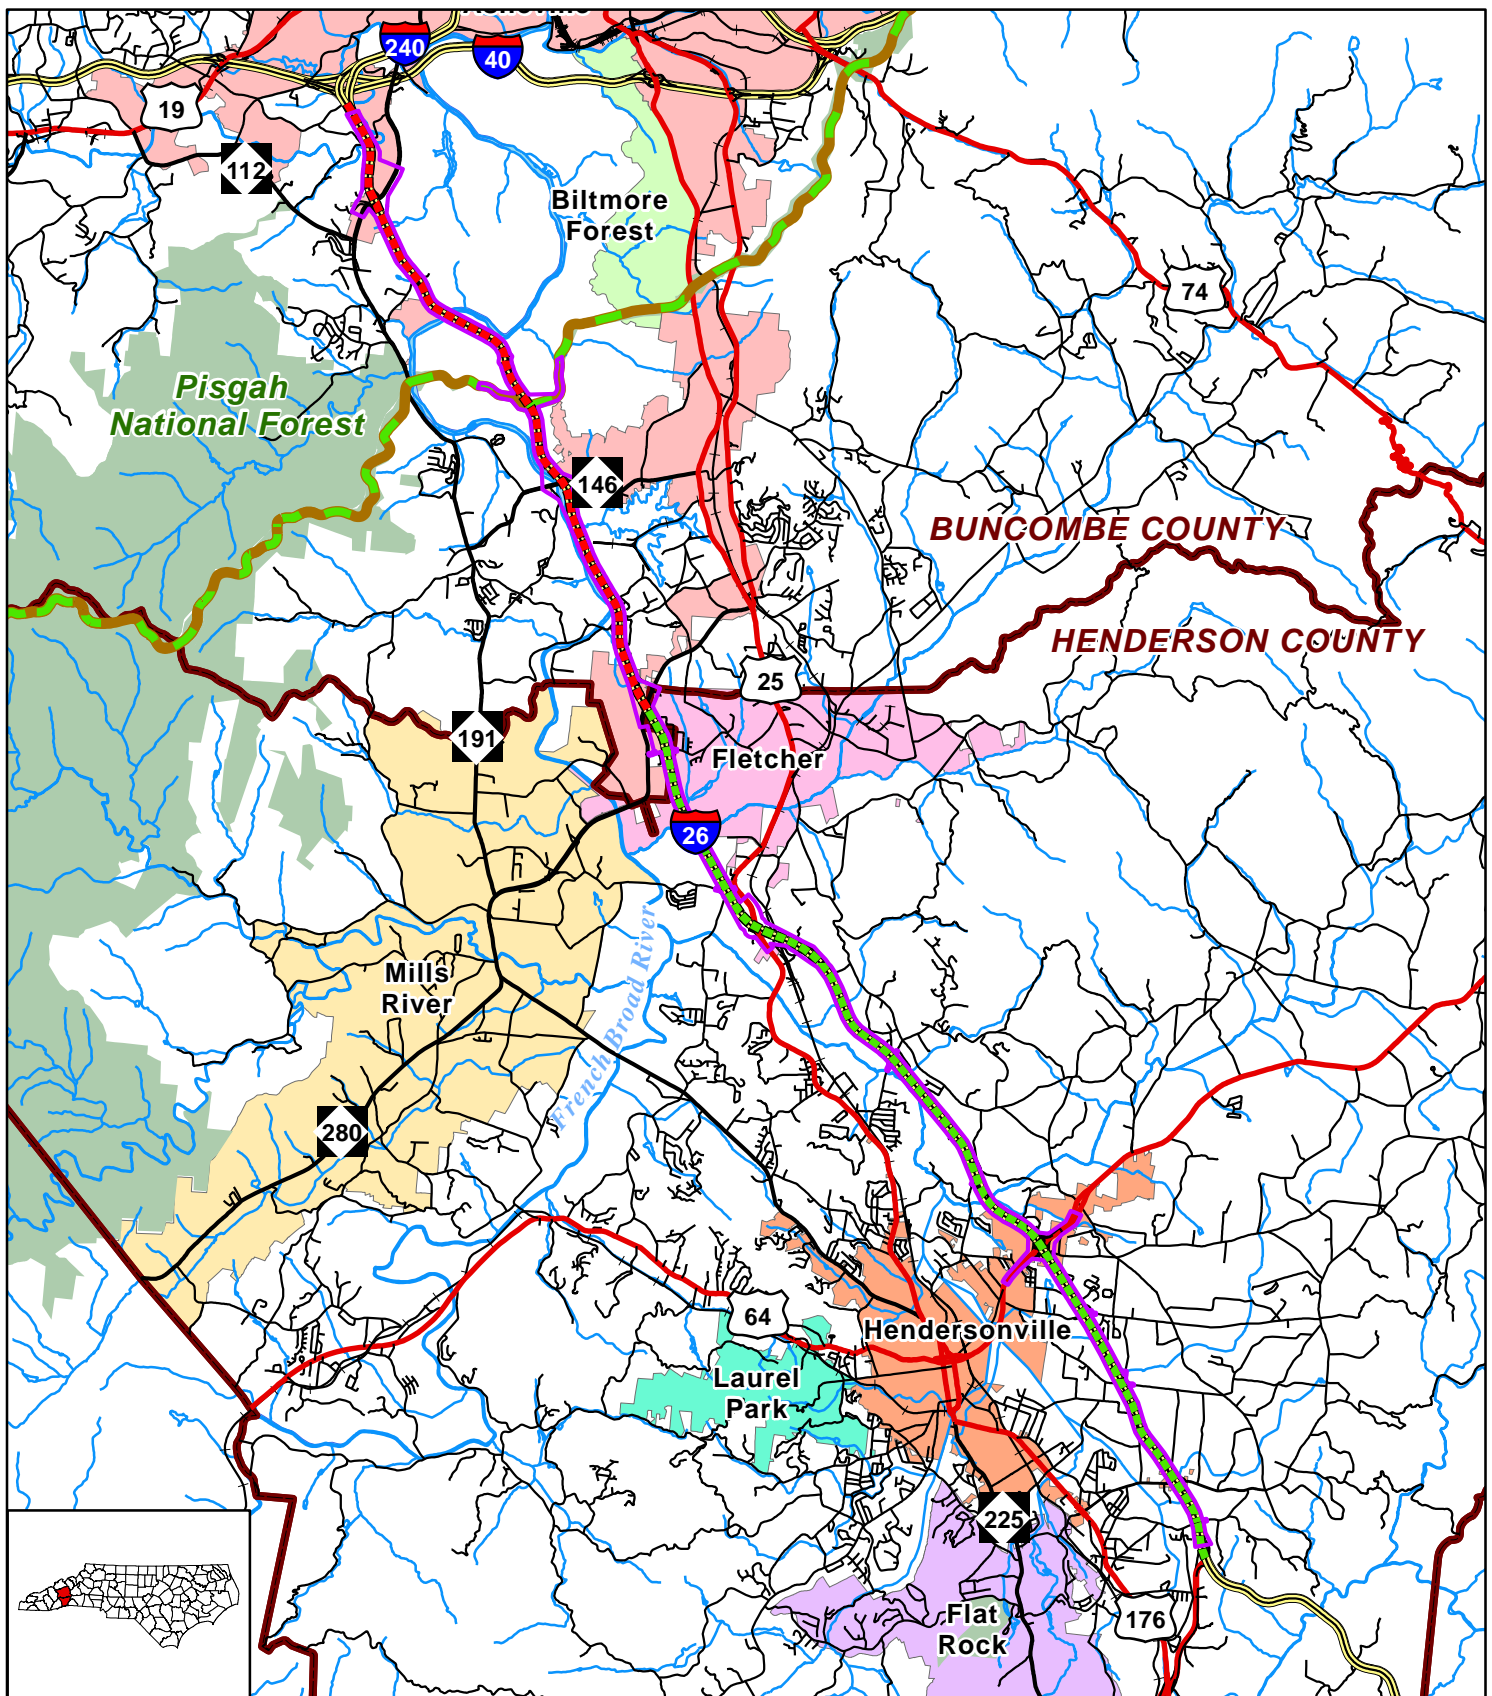 Asheville
240
40
19
112
Biltmore
Forest
74
Pisgah
National Forest
146
BUNCOMBE COUNTY
HENDERSON COUNTY
25
191
Fletcher
26
French Broad River
Mills
River
280
64
Hendersonville
Laurel
Park
225
Flat
Rock
176